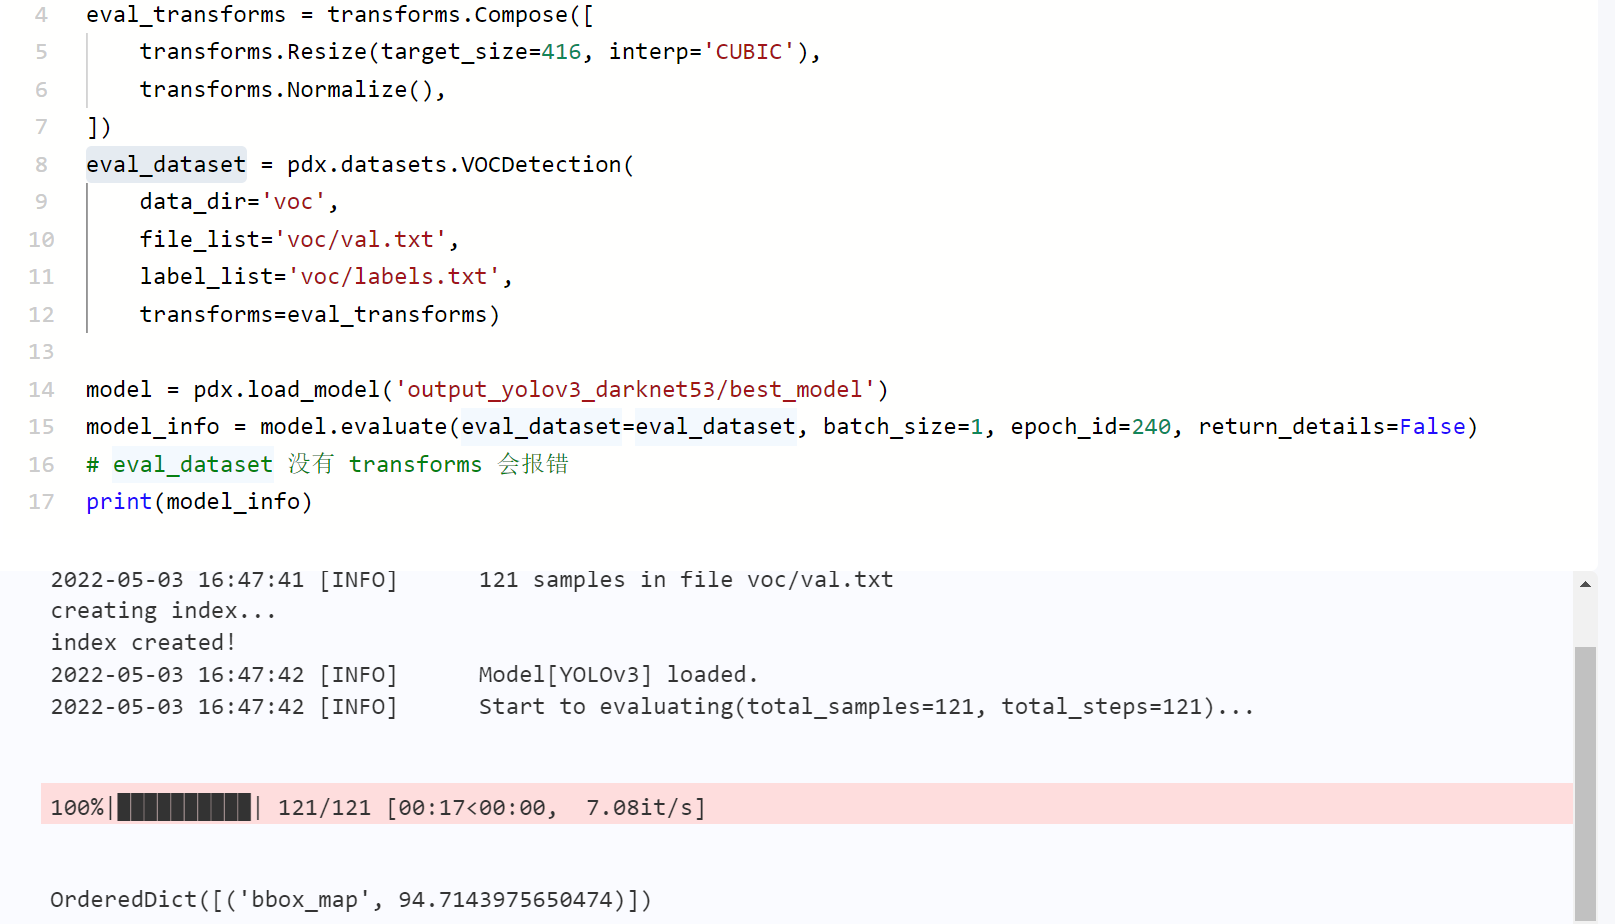 4 eval_transforms = transforms.Compose([
5     transforms.Resize(target_size=416, interp='CUBIC'),
6     transforms.Normalize(),
7 ])
8 eval_dataset = pdx.datasets.VOCDetection(
9     data_dir='voc',
10     file_list='voc/val.txt',
11     label_list='voc/labels.txt',
12     transforms=eval_transforms)
13
14 model = pdx.load_model('output_yolov3_darknet53/best_model')
15 model_info = model.evaluate(eval_dataset=eval_dataset, batch_size=1, epoch_id=240, return_details=False)
16 # eval_dataset 没有 transforms 会报错
17 print(model_info)
2022-05-03 16:47:41 [INFO]      121 samples in file voc/val.txt
creating index...
index created!
2022-05-03 16:47:42 [INFO]      Model[YOLOv3] loaded.
2022-05-03 16:47:42 [INFO]      Start to evaluating(total_samples=121, total_steps=121)...
100%|██████████| 121/121 [00:17<00:00,  7.08it/s]
OrderedDict([('bbox_map', 94.7143975650474)])